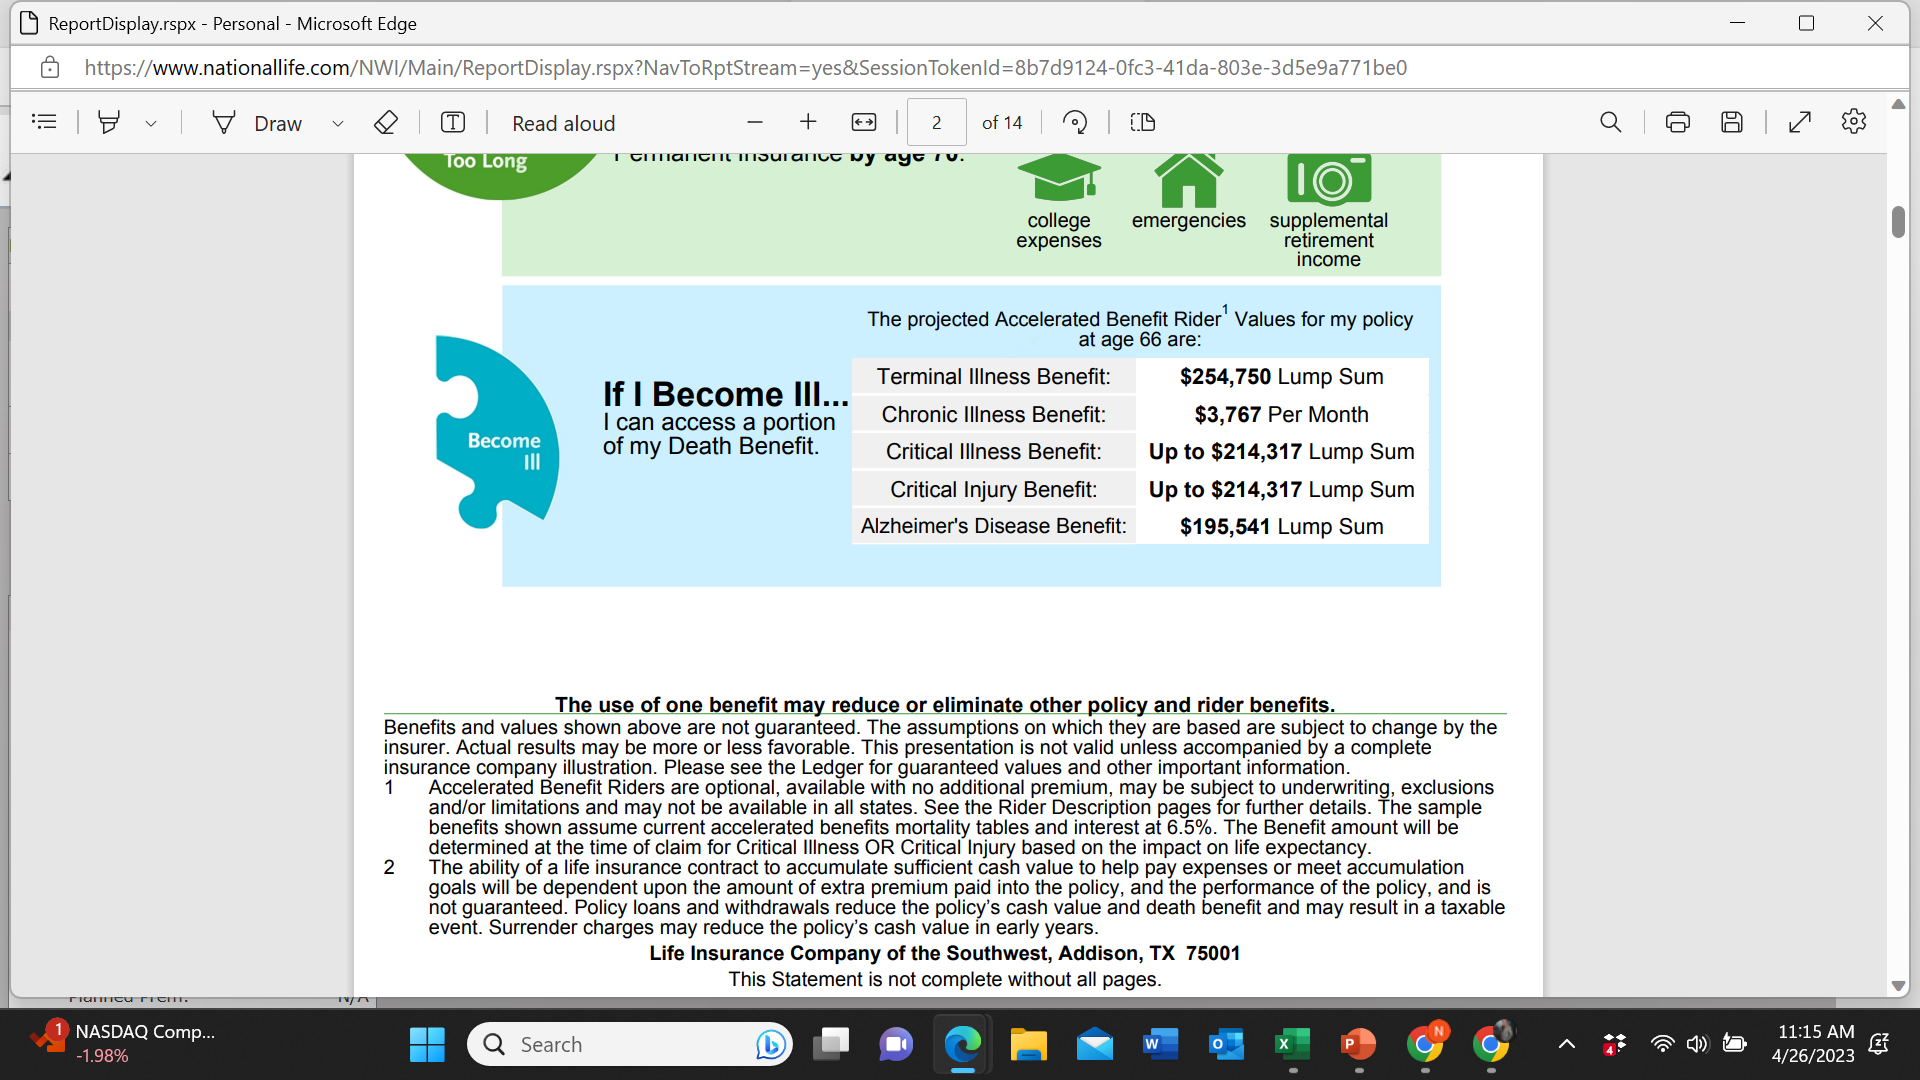 ReportDisplay.rspx - Personal - Microsoft Edge
https://www.nationallife.com/NWI/Main/ReportDisplay.rspx?NavToRptStream=yes&SessionTokenId=8b7d9124-0fc3-41da-803e-3d5e9a771be0
Draw
Read aloud
2 of 14
Too Long
Permanent Insurance by age 70.
college
expenses
emergencies
supplemental
retirement
income
Become
Ill
If I Become Ill...
I can access a portion
of my Death Benefit.
The projected Accelerated Benefit Rider1 Values for my policy
at age 66 are:
Terminal Illness Benefit: $254,750 Lump Sum
Chronic Illness Benefit: $3,767 Per Month
Critical Illness Benefit: Up to $214,317 Lump Sum
Critical Injury Benefit: Up to $214,317 Lump Sum
Alzheimer's Disease Benefit: $195,541 Lump Sum
The use of one benefit may reduce or eliminate other policy and rider benefits.
Benefits and values shown above are not guaranteed. The assumptions on which they are based are subject to change by the
insurer. Actual results may be more or less favorable. This presentation is not valid unless accompanied by a complete
insurance company illustration. Please see the Ledger for guaranteed values and other important information.
1 Accelerated Benefit Riders are optional, available with no additional premium, may be subject to underwriting, exclusions
and/or limitations and may not be available in all states. See the Rider Description pages for further details. The sample
benefits shown assume current accelerated benefits mortality tables and interest at 6.5%. The Benefit amount will be
determined at the time of claim for Critical Illness OR Critical Injury based on the impact on life expectancy.
2 The ability of a life insurance contract to accumulate sufficient cash value to help pay expenses or meet accumulation
goals will be dependent upon the amount of extra premium paid into the policy, and the performance of the policy, and is
not guaranteed. Policy loans and withdrawals reduce the policy's cash value and death benefit and may result in a taxable
event. Surrender charges may reduce the policy's cash value in early years.
Life Insurance Company of the Southwest, Addison, TX 75001
This Statement is not complete without all pages.
Planned Prem: N/A
1
NASDAQ Comp...
-1.98%
Search
N
4
11:15 AM
4/26/2023